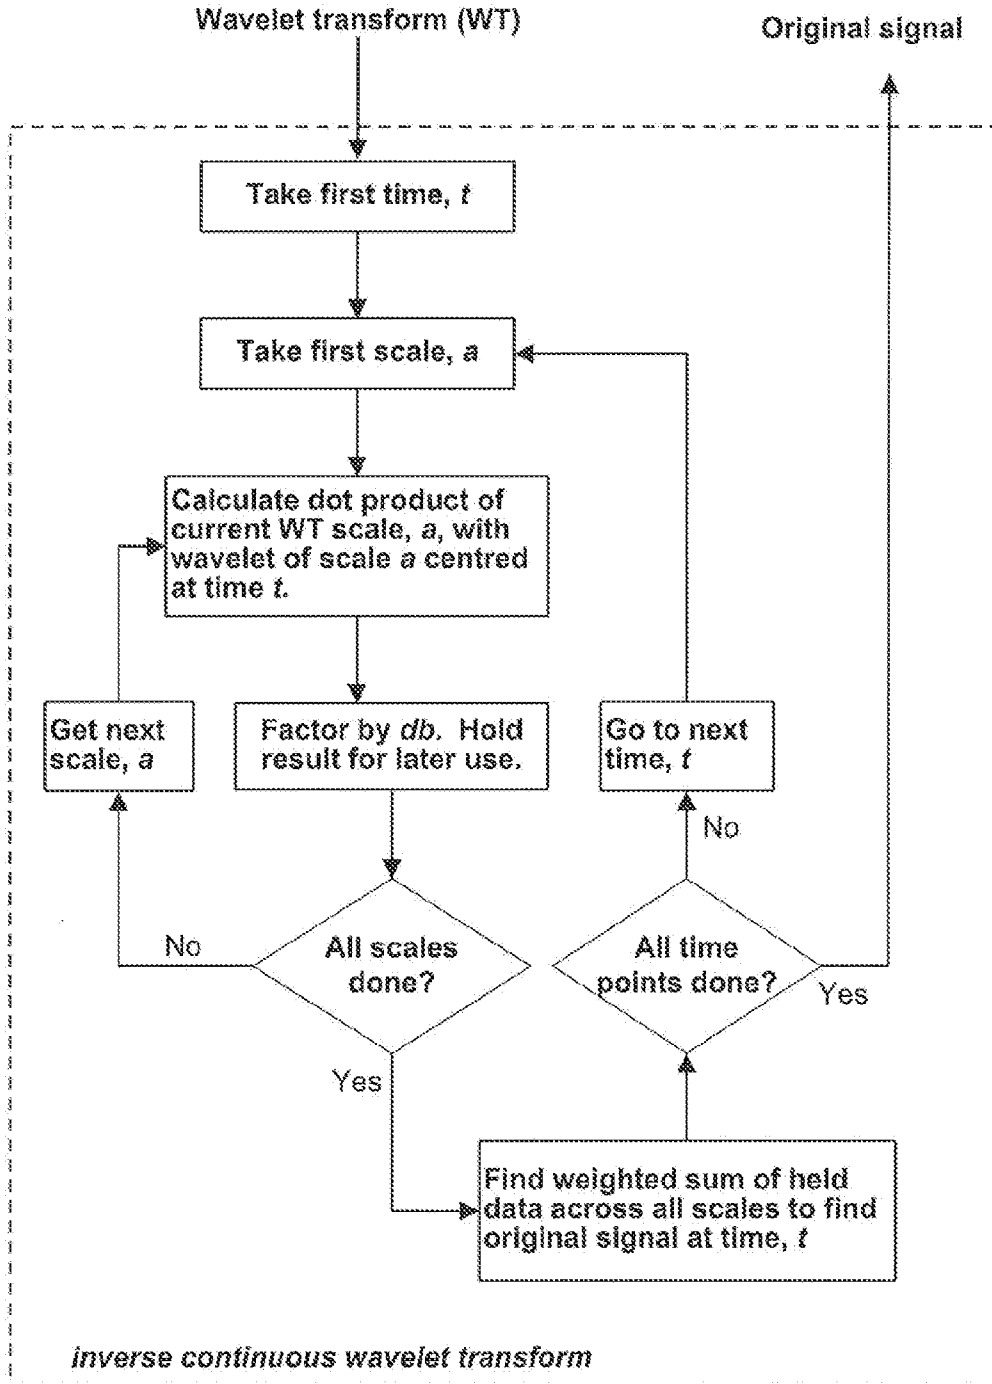 Wavelet transform (WT)
Original signal
Take first time, t
Take first scale, a
Calculate dot product of
current WT scale, a, with
wavelet of scale a centred
at time t.
Get next
scale, a
Factor by db. Hold
result for later use.
Go to next
time, t
No
No
All scales
done?
All time
points done?
Yes
Yes
Find weighted sum of held
data across all scales to find
original signal at time, t
inverse continuous wavelet transform